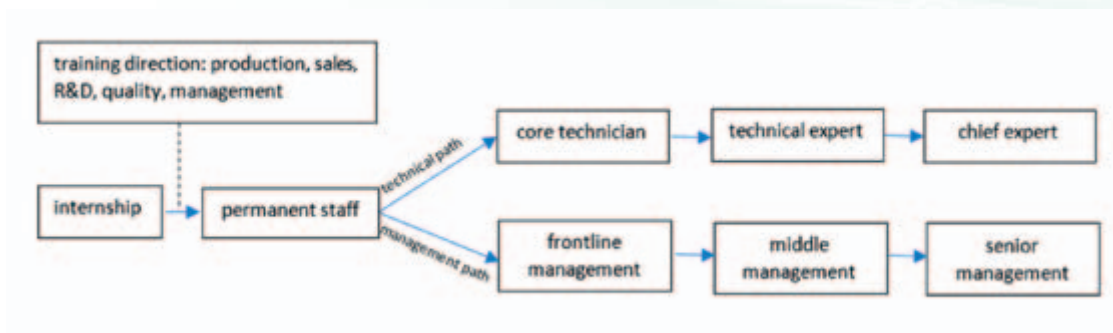 training direction: production, sales,
R&D, quality, management
core technician
technical expert
chief expert
technical path
internship
permanent staff
management path
frontline
management
middle
management
senior
management